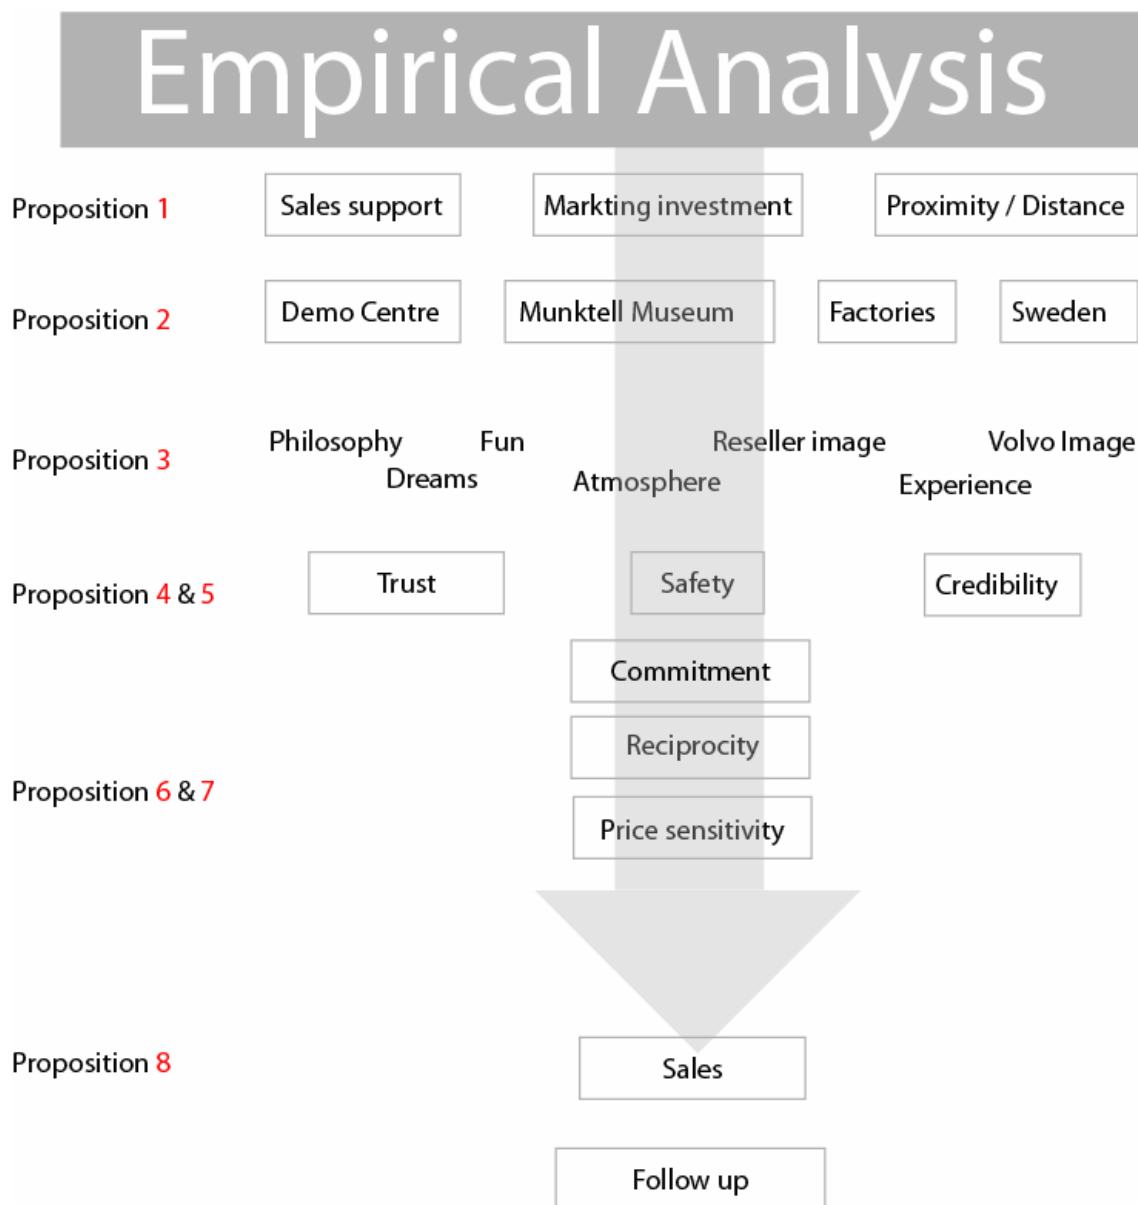 Empirical Analysis
Proposition 1 Sales support Markting investment Proximity / Distance
Proposition 2 Demo Centre Munktell Museum Factories Sweden
Philosophy Fun Reseller image Volvo Image
Proposition 3
Dreams Atmosphere Experience
Proposition 4 & 5 Trust Safety Credibility
Commitment
Reciprocity
Proposition 6 & 7
Price sensitivity
Proposition 8 Sales
Follow up